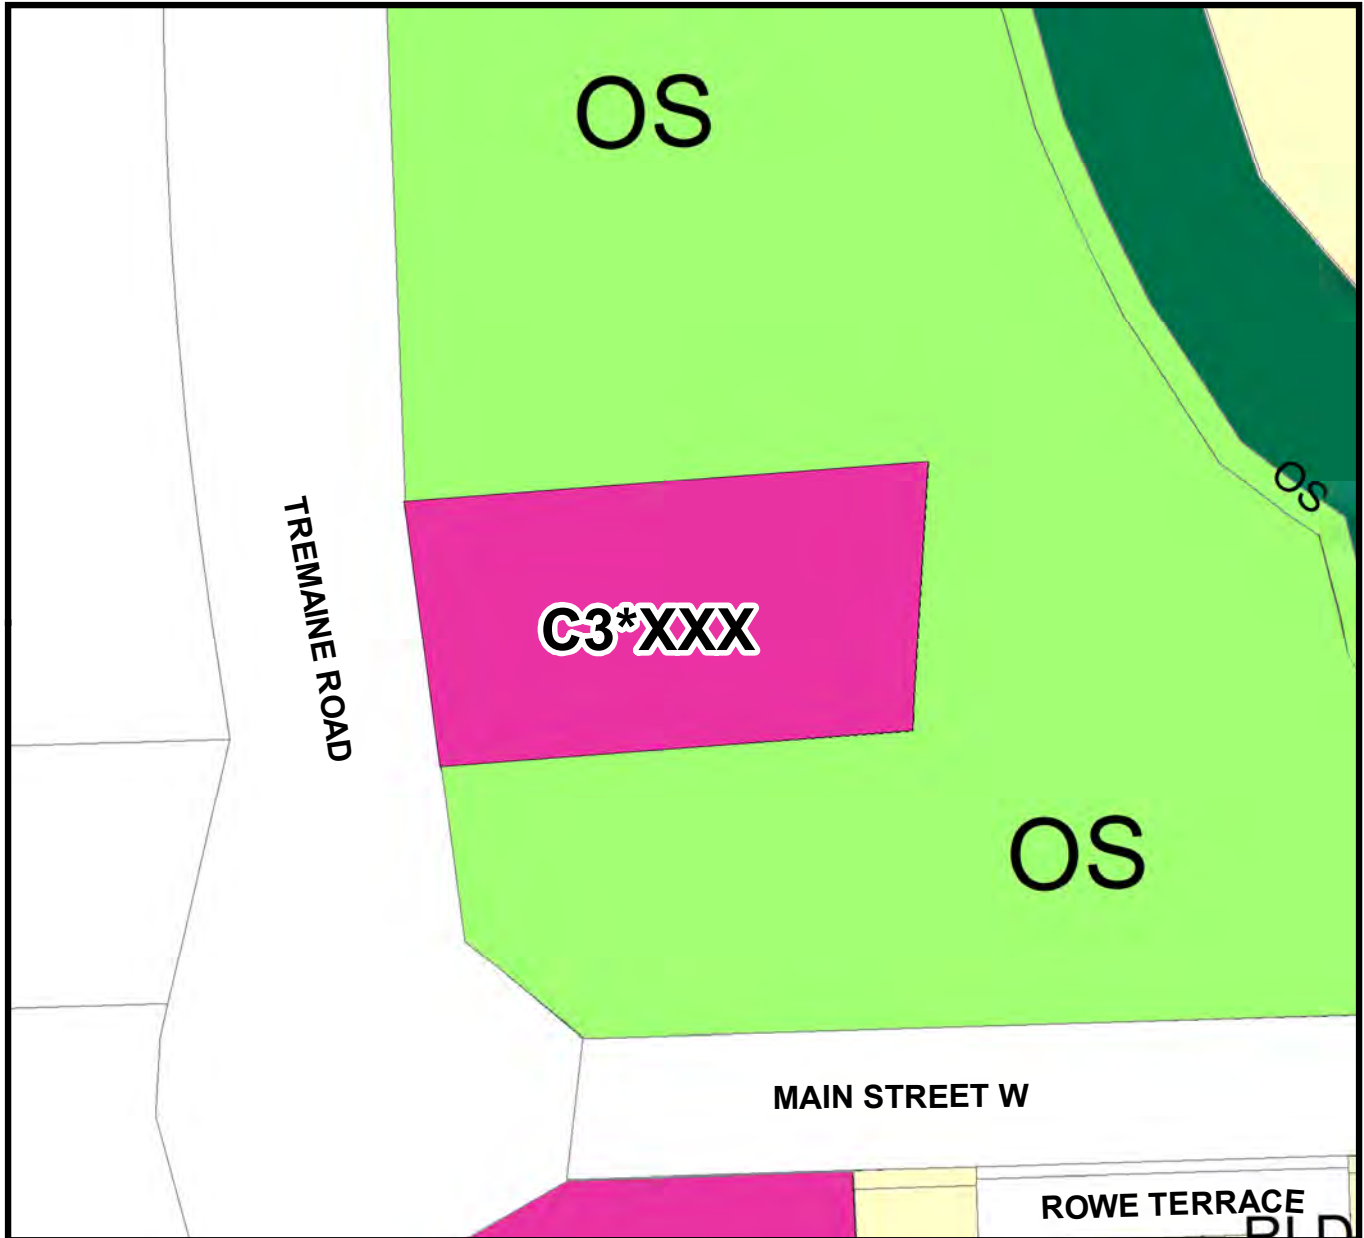 OS
OS
TREMAINE ROAD
C3*XXX
OS
MAIN STREET W
ROWE TERRACE